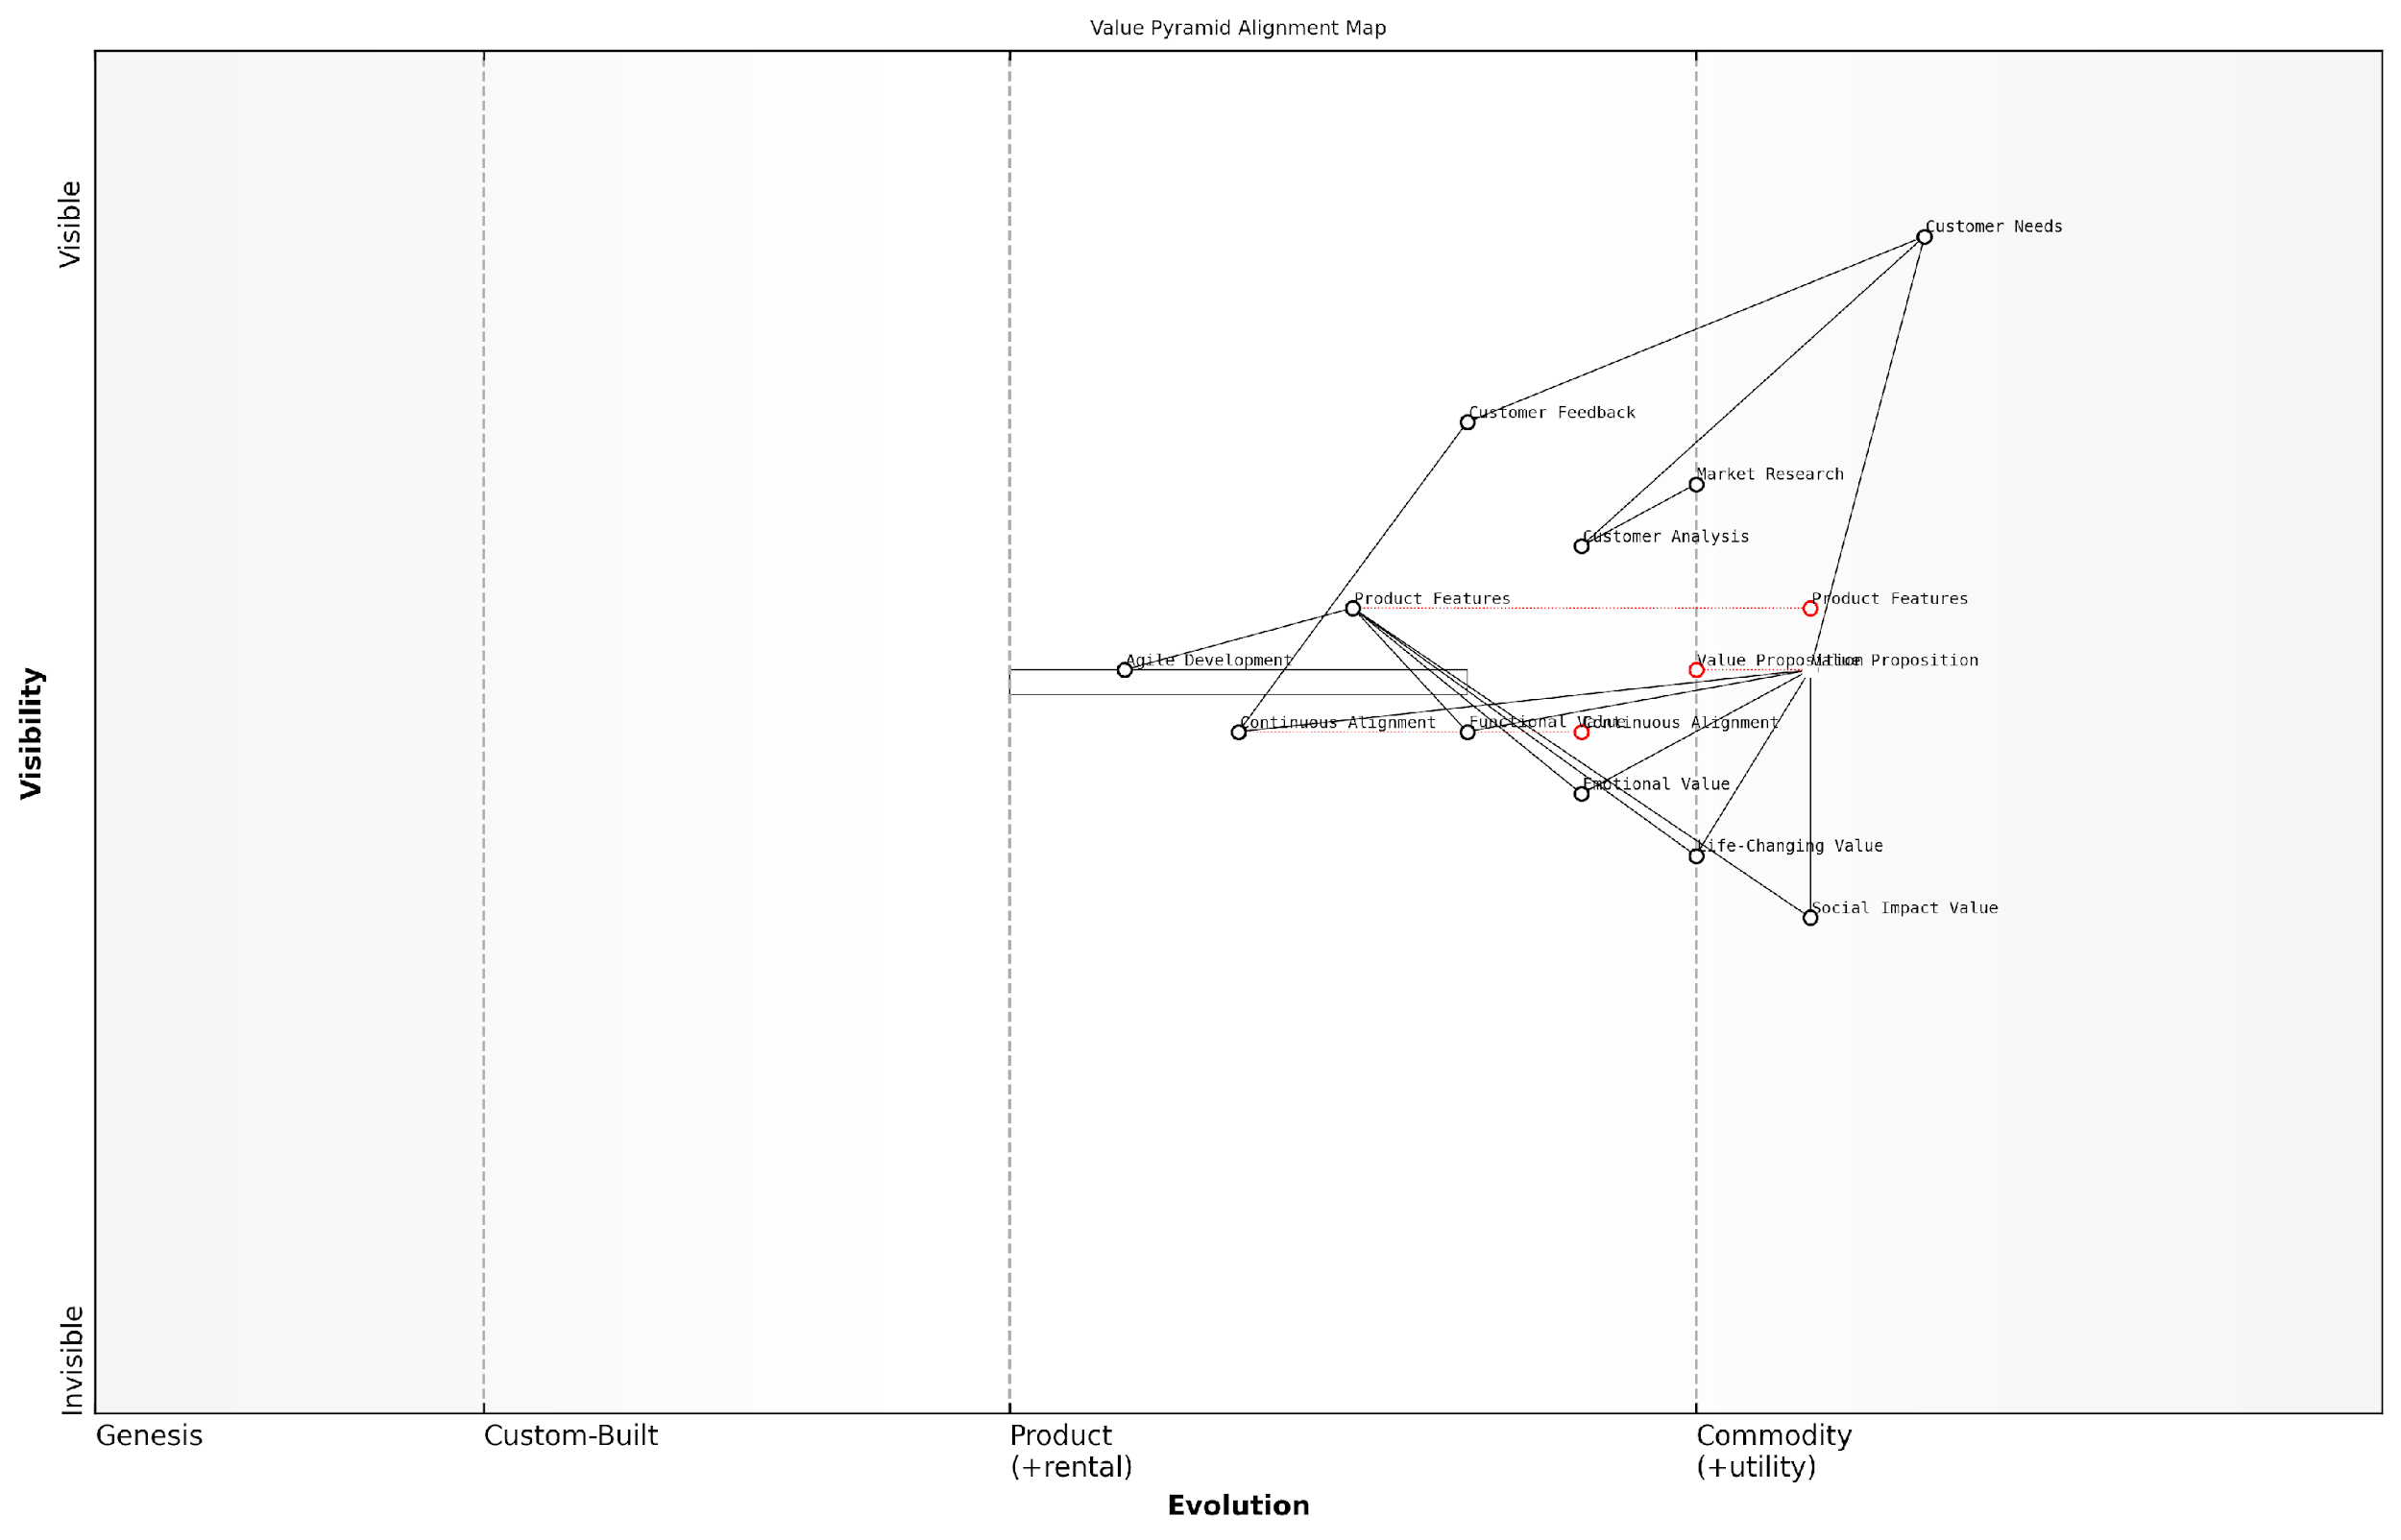 Value Pyramid Alignment Map
Visible
Customer Needs
Customer Feedback
Market Research
Customer Analysis
Product Features
Product Features
Agile Development
Value Proposition
Value Proposition
Visibility
Continuous Alignment
Functional Value
Continuous Alignment
Emotional Value
Life-Changing Value
Social Impact Value
Invisible
Genesis
Custom-Built
Product
(+rental)
Commodity
(+utility)
Evolution